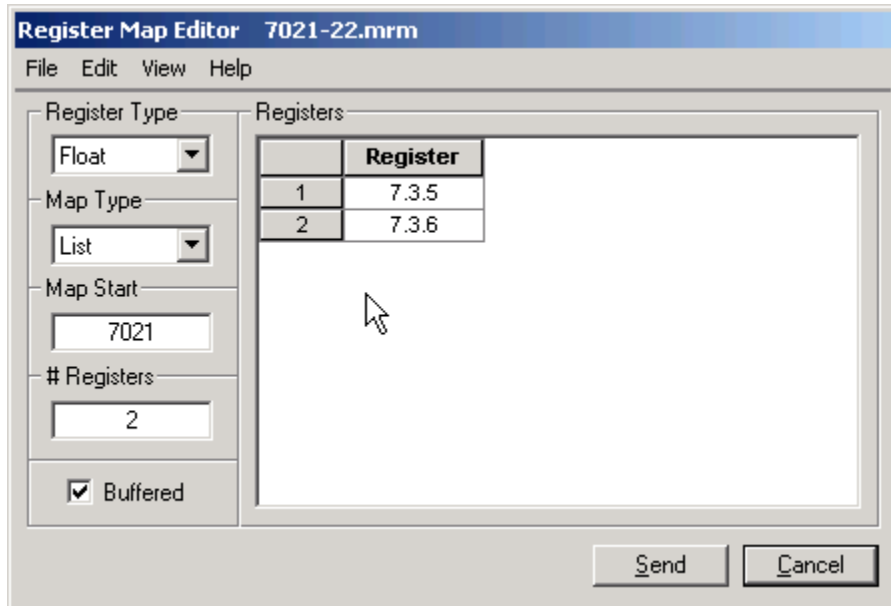 Register Map Editor 7021-22.mrm
File Edit View Help
Register Type
Float
Map Type
List
Map Start
7021
# Registers
2
Buffered
Registers
Register
1 7.3.5
2 7.3.6
Send Cancel